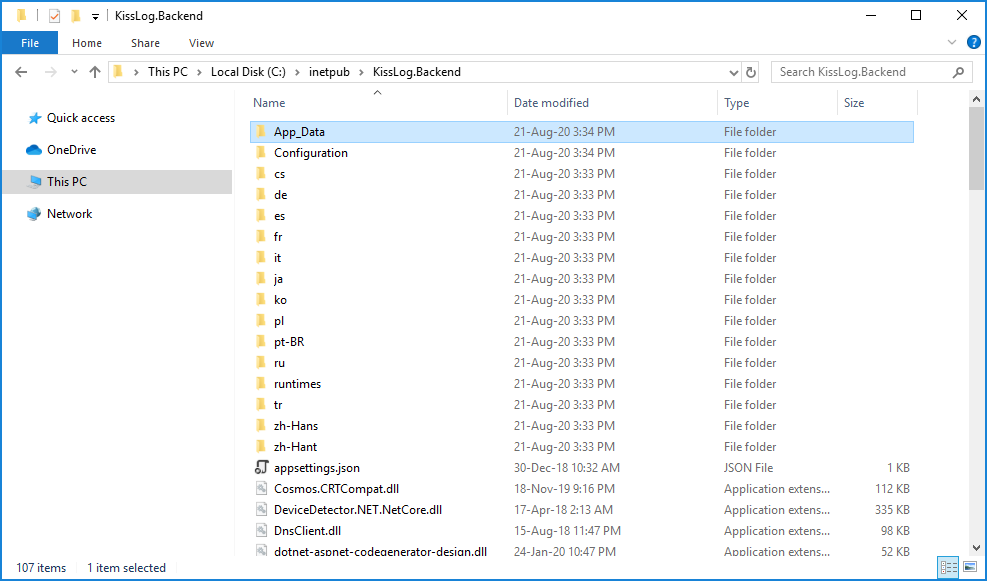 KissLog.Backend
File Home Share View
?
This PC Local Disk (C:) inetpub KissLog.Backend Search KissLog.Backend
Quick access
OneDrive
This PC
Network
Name Date modified Type Size
App_Data 21-Aug-20 3:34 PM File folder
Configuration 21-Aug-20 3:34 PM File folder
cs 21-Aug-20 3:33 PM File folder
de 21-Aug-20 3:33 PM File folder
es 21-Aug-20 3:33 PM File folder
fr 21-Aug-20 3:33 PM File folder
it 21-Aug-20 3:33 PM File folder
ja 21-Aug-20 3:33 PM File folder
ko 21-Aug-20 3:33 PM File folder
pl 21-Aug-20 3:33 PM File folder
pt-BR 21-Aug-20 3:33 PM File folder
ru 21-Aug-20 3:33 PM File folder
runtimes 21-Aug-20 3:33 PM File folder
tr 21-Aug-20 3:33 PM File folder
zh-Hans 21-Aug-20 3:33 PM File folder
zh-Hant 21-Aug-20 3:33 PM File folder
appsettings.json 30-Dec-18 10:32 AM JSON File 1 KB
Cosmos.CRTCompat.dll 18-Nov-19 9:16 PM Application extens... 112 KB
DeviceDetector.NET.NetCore.dll 17-Apr-18 2:13 AM Application extens... 335 KB
DnsClient.dll 15-Aug-18 11:47 PM Application extens... 98 KB
dotnet-aspnet-codegenerator-design.dll 24-Jan-20 10:47 PM Application extens... 52 KB
107 items 1 item selected